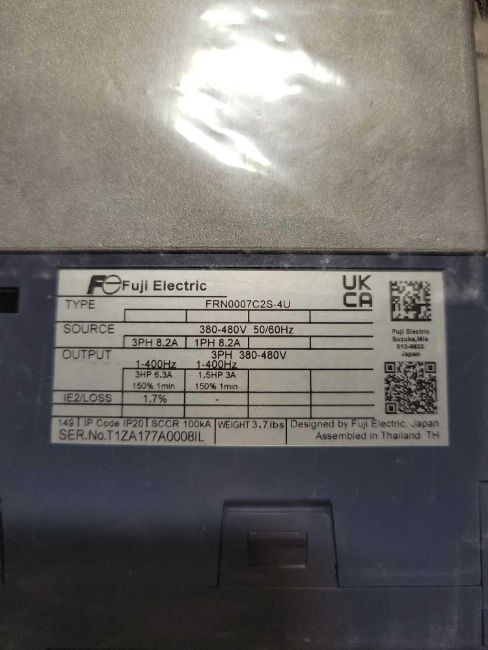 Fuji Electric
UK
CA
TYPE FRN0007C2S-4U
SOURCE 380-480V 50/60Hz
3PH 8.2A 1PH 8.2A
OUTPUT 3PH 380-480V
1-400Hz 1-400Hz
3HP 6.3A 1.5HP 3A
150% 1min 150% 1min
IE2/LOSS 1.7% -
149T IP Code IP20 SCCR 100kA WEIGHT 3.7lbs
SER.No.T1ZA177A0008IL
Designed by Fuji Electric, Japan
Assembled in Thailand TH
Fuji Electric
Suzuka,Mie
513-8633
Japan